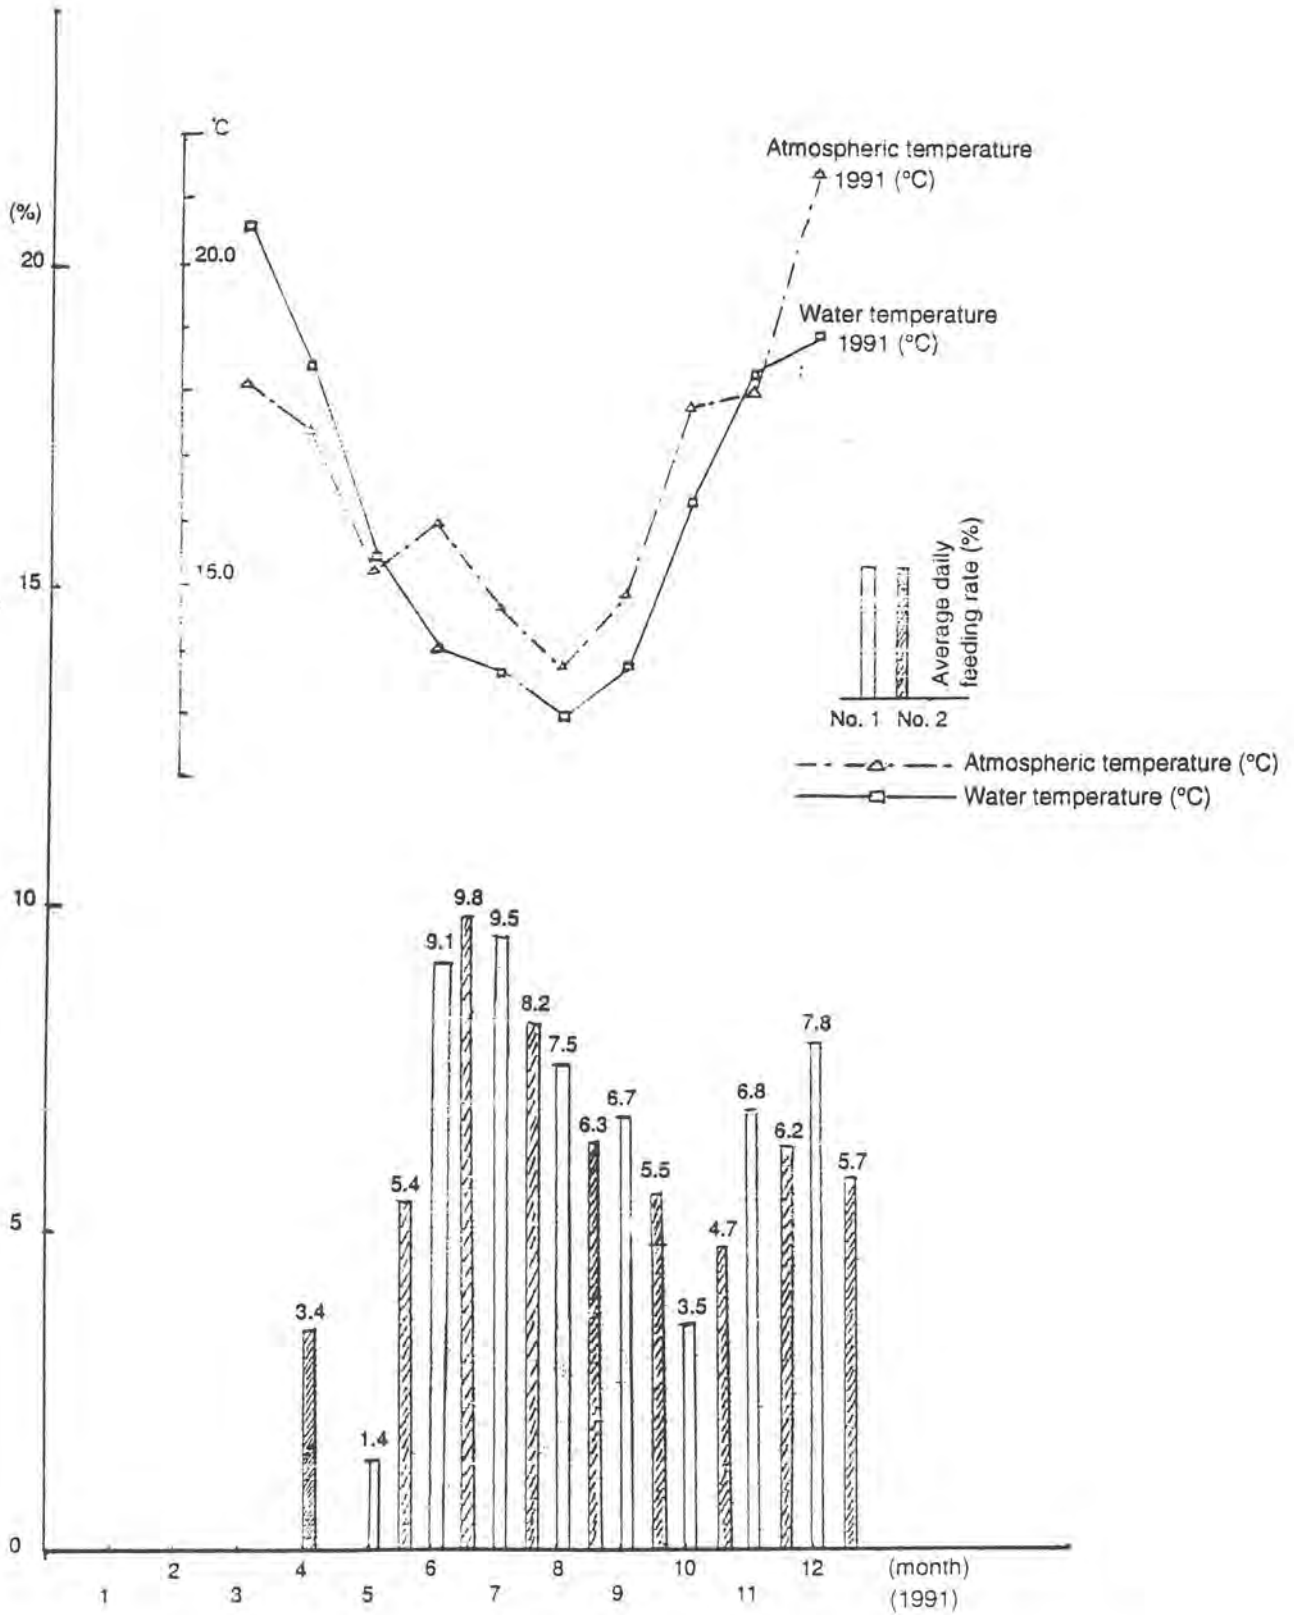 °C
Atmospheric temperature
1991 (°C)
(%)
20
20.0
Water temperature
1991 (°C)
15
15.0
Average daily
feeding rate (%)
No. 1 No. 2
Atmospheric temperature (°C)
Water temperature (°C)
10
9.8
9.5
9.1
8.2
7.8
7.5
6.8
6.7
6.3
6.2
5.7
5.5
5.4
5
4.7
3.5
3.4
1.4
0
2 4 6 8 10 12 (month)
1 3 5 7 9 11 (1991)